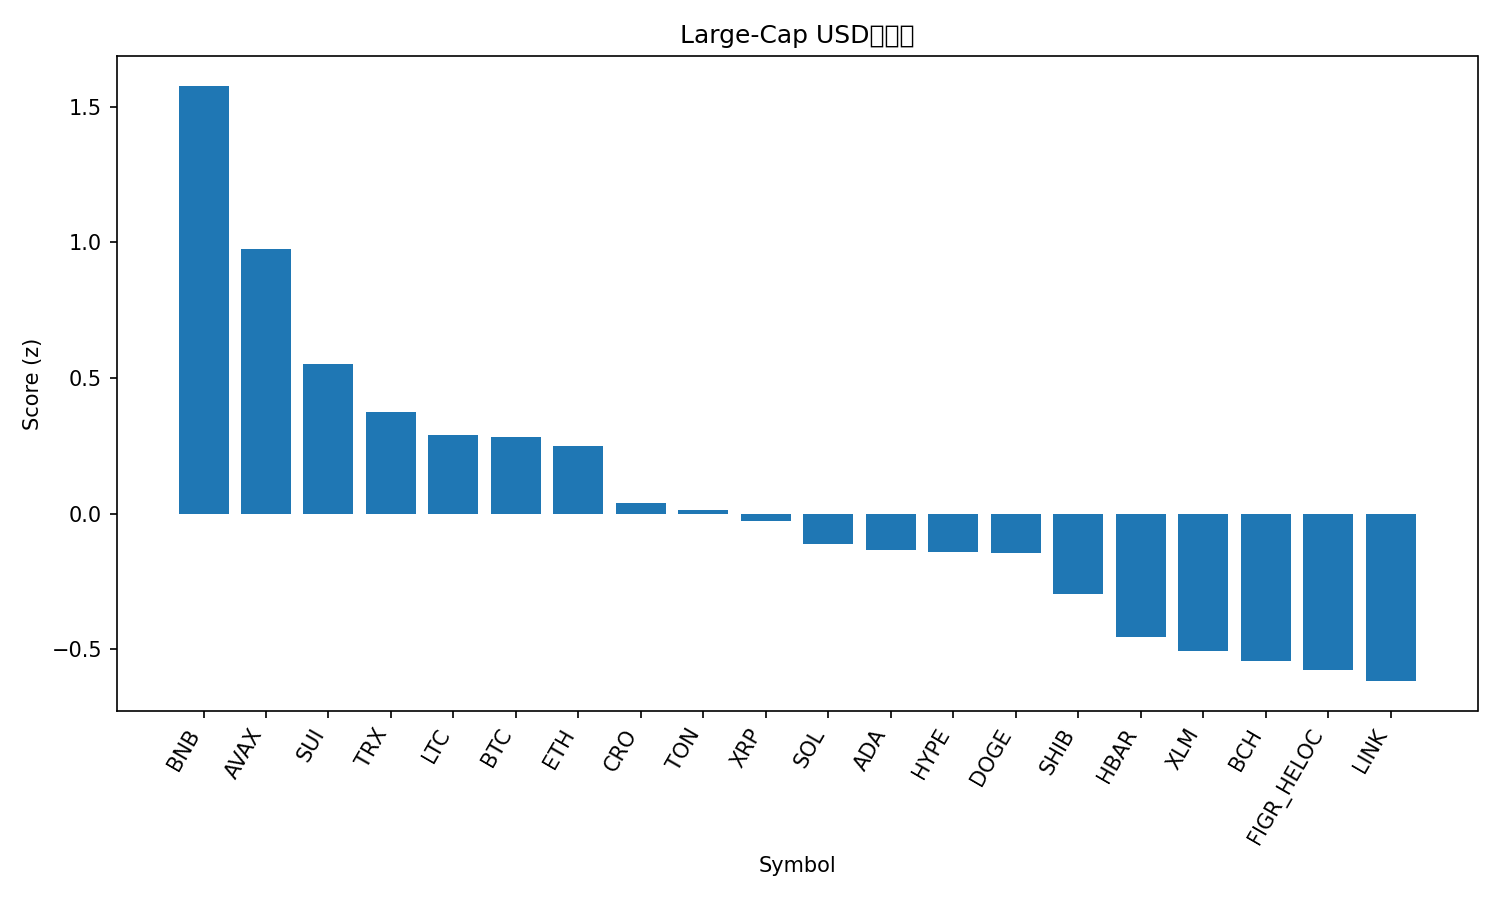 Large-Cap USD
Score (z)
1.5
1.0
0.5
0.0
−0.5
BNB
AVAX
SUI
TRX
LTC
BTC
ETH
CRO
TON
XRP
SOL
ADA
HYPE
DOGE
SHIB
HBAR
XLM
BCH
FIGR_HELOC
LINK
Symbol